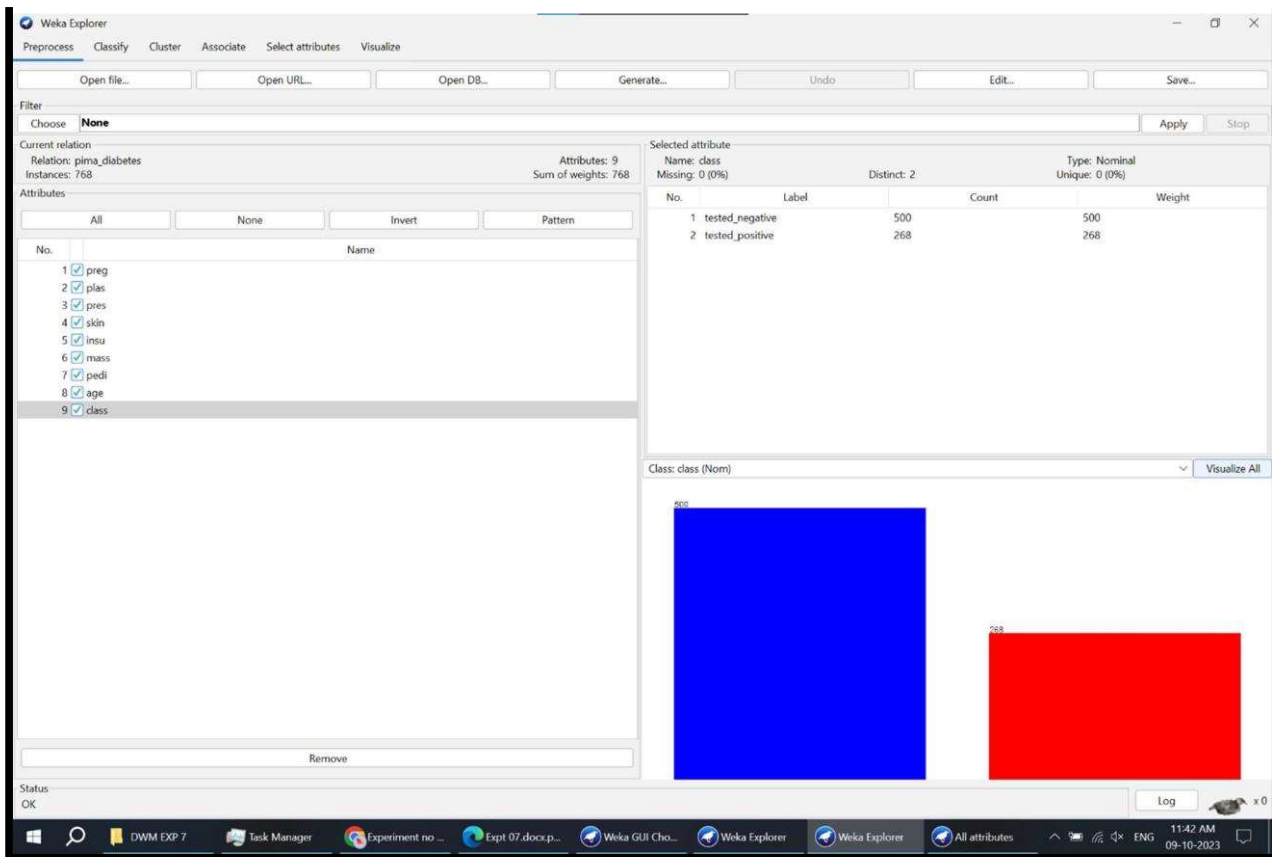 Weka Explorer
Preprocess Classify Cluster Associate Select attributes Visualize
Open file... Open URL... Open DB... Generate... Undo Edit... Save...
Filter
Choose None Apply Stop
Current relation
Relation: pima_diabetes Attributes: 9
Instances: 768 Sum of weights: 768
Attributes
All None Invert Pattern
No. Name
1 preg
2 plas
3 pres
4 skin
5 insu
6 mass
7 pedi
8 age
9 class
Remove
Selected attribute
Name: class Type: Nominal
Missing: 0 (0%) Distinct: 2 Unique: 0 (0%)
No. Label Count Weight
1 tested_negative 500 500
2 tested_positive 268 268
Class: class (Nom) Visualize All
500
268
Status
OK
Log x 0
DWM EXP 7 Task Manager Experiment no ... Expt 07.docx.p... Weka GUI Cho... Weka Explorer Weka Explorer All attributes ENG 11:42 AM
09-10-2023